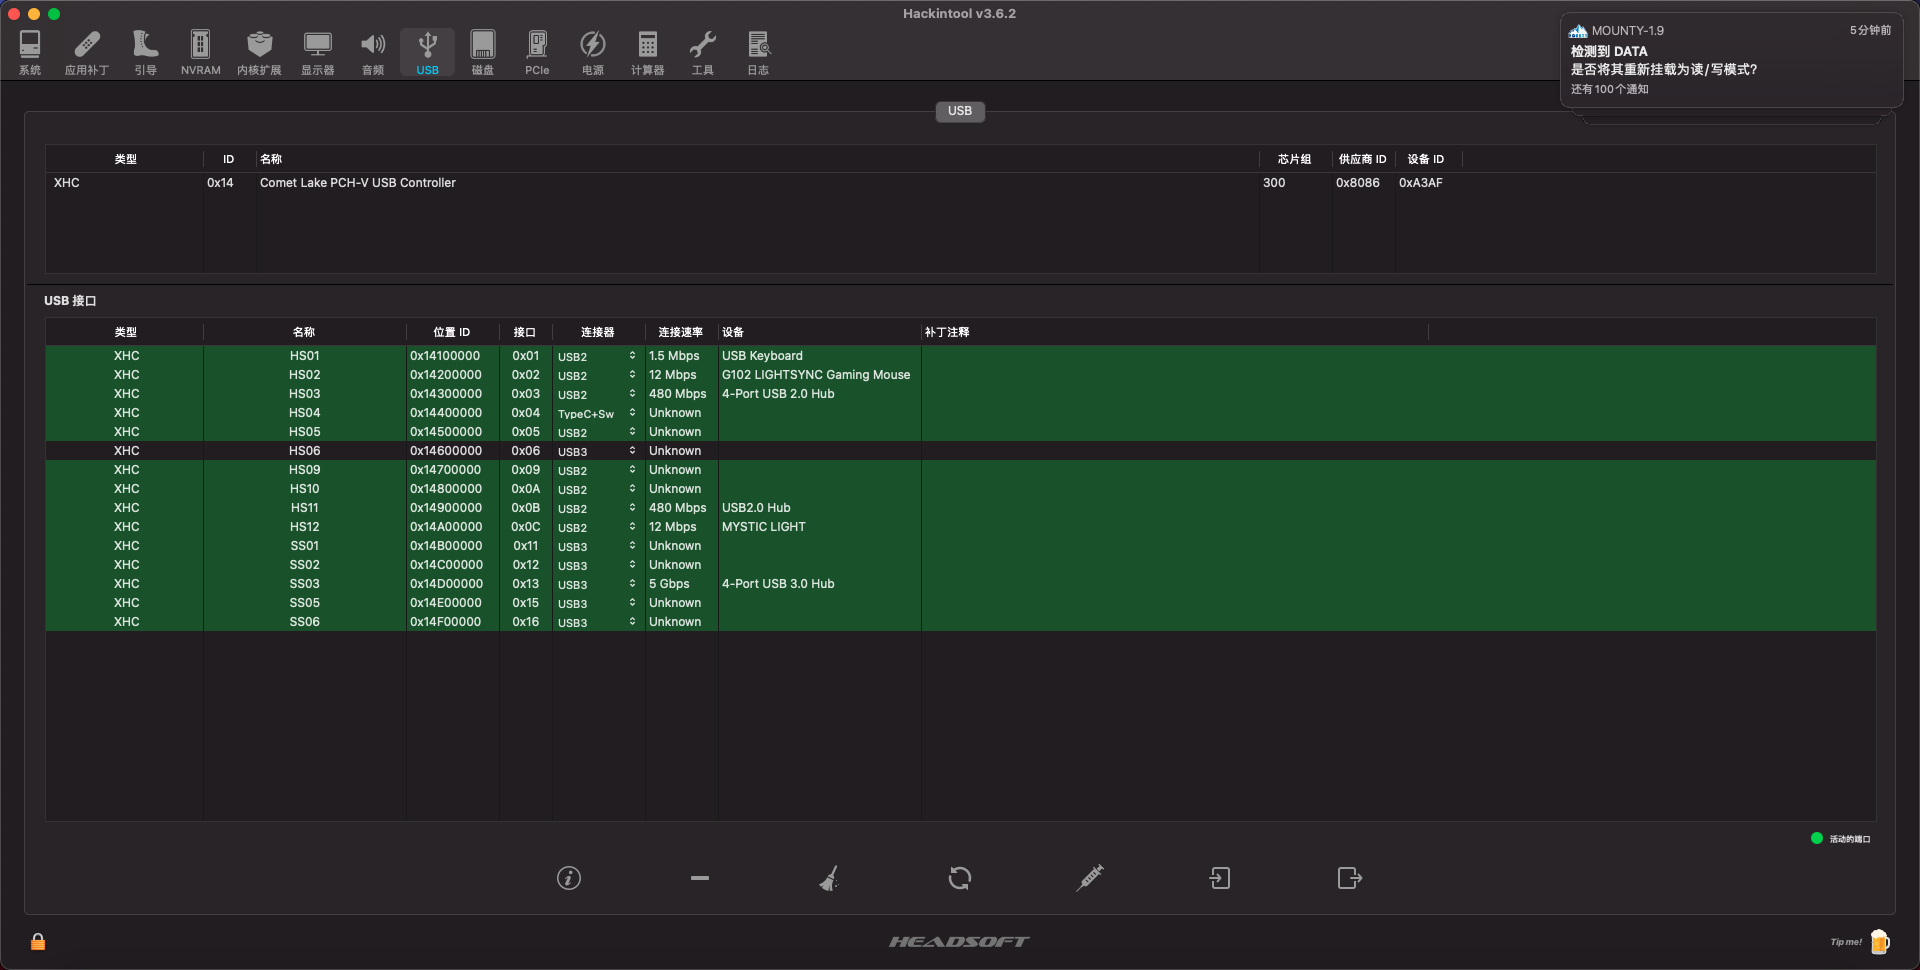 Hackintool v3.6.2
系统 应用补丁 引导 NVRAM 内核扩展 显示器 音频 USB 磁盘 PCIe 电源 计算器 工具 日志
MOUNTY-1.9 5分钟前
检测到 DATA
是否将其重新挂载为读/写模式?
还有100个通知
USB
类型 ID 名称 芯片组 供应商 ID 设备 ID
XHC 0x14 Comet Lake PCH-V USB Controller 300 0x8086 0xA3AF
USB 接口
类型 名称 位置 ID 接口 连接器 连接速率 设备 补丁注释
XHC HS01 0x14100000 0x01 USB2 1.5 Mbps USB Keyboard
XHC HS02 0x14200000 0x02 USB2 12 Mbps G102 LIGHTSYNC Gaming Mouse
XHC HS03 0x14300000 0x03 USB2 480 Mbps 4-Port USB 2.0 Hub
XHC HS04 0x14400000 0x04 TypeC+Sw Unknown
XHC HS05 0x14500000 0x05 USB2 Unknown
XHC HS06 0x14600000 0x06 USB3 Unknown
XHC HS09 0x14700000 0x09 USB2 Unknown
XHC HS10 0x14800000 0x0A USB2 Unknown
XHC HS11 0x14900000 0x0B USB2 480 Mbps USB2.0 Hub
XHC HS12 0x14A00000 0x0C USB2 12 Mbps MYSTIC LIGHT
XHC SS01 0x14B00000 0x11 USB3 Unknown
XHC SS02 0x14C00000 0x12 USB3 Unknown
XHC SS03 0x14D00000 0x13 USB3 5 Gbps 4-Port USB 3.0 Hub
XHC SS05 0x14E00000 0x15 USB3 Unknown
XHC SS06 0x14F00000 0x16 USB3 Unknown
活动的端口
HEADSOFT
Tip me!